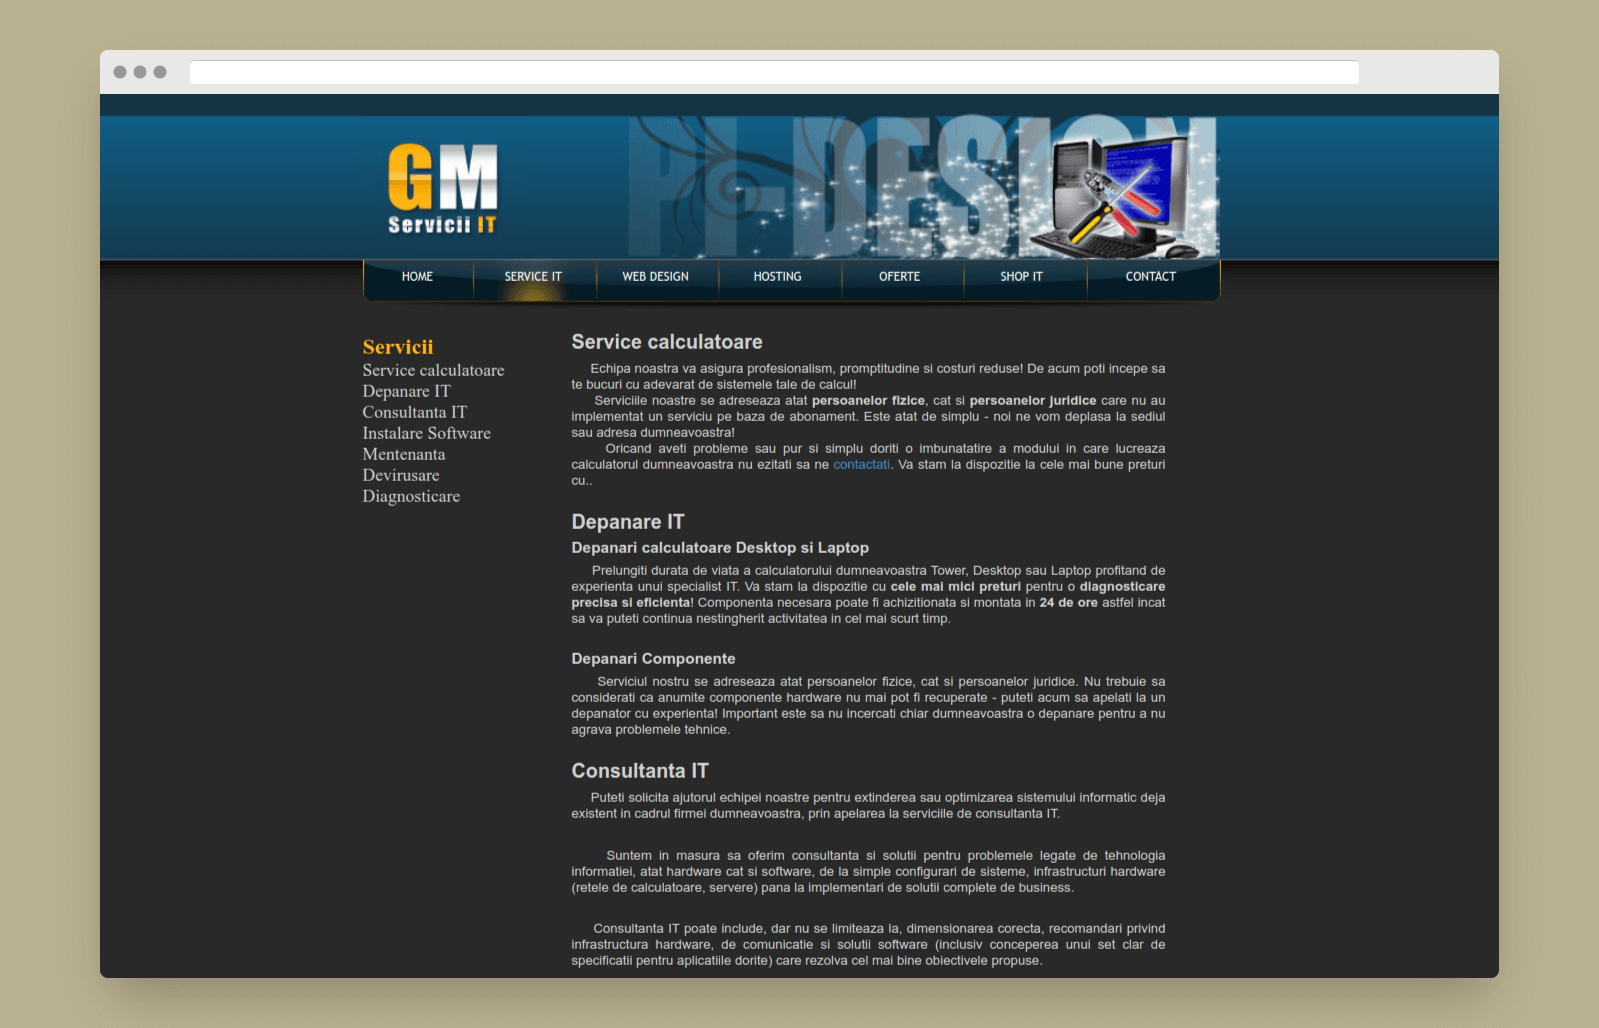 PI-DESIGN
GM
Servicii IT
HOME
SERVICE IT
WEB DESIGN
HOSTING
OFERTE
SHOP IT
CONTACT
Servicii
Service calculatoare
Depanare IT
Consultanta IT
Instalare Software
Mentenanta
Devirusare
Diagnosticare
Service calculatoare
Echipa noastra va asigura profesionalism, promptitudine si costuri reduse! De acum poti incepe sa
te bucuri cu adevarat de sistemele tale de calcul!
Serviciile noastre se adreseaza atat persoanelor fizice, cat si persoanelor juridice care nu au
implementat un serviciu pe baza de abonament. Este atat de simplu - noi ne vom deplasa la sediul
sau adresa dumneavoastra!
Oricand aveti probleme sau pur si simplu doriti o imbunatatire a modului in care lucreaza
calculatorul dumneavoastra nu ezitati sa ne contactati. Va stam la dispozitie la cele mai bune preturi
cu..
Depanare IT
Depanari calculatoare Desktop si Laptop
Prelungiti durata de viata a calculatorului dumneavoastra Tower, Desktop sau Laptop profitand de
experienta unui specialist IT. Va stam la dispozitie cu cele mai mici preturi pentru o diagnosticare
precisa si eficienta! Componenta necesara poate fi achizitionata si montata in 24 de ore astfel incat
sa va puteti continua nestingherit activitatea in cel mai scurt timp.
Depanari Componente
Serviciul nostru se adreseaza atat persoanelor fizice, cat si persoanelor juridice. Nu trebuie sa
considerati ca anumite componente hardware nu mai pot fi recuperate - puteti acum sa apelati la un
depanator cu experienta! Important este sa nu incercati chiar dumneavoastra o depanare pentru a nu
agrava problemele tehnice.
Consultanta IT
Puteti solicita ajutorul echipei noastre pentru extinderea sau optimizarea sistemului informatic deja
existent in cadrul firmei dumneavoastra, prin apelarea la serviciile de consultanta IT.
Suntem in masura sa oferim consultanta si solutii pentru problemele legate de tehnologia
informatiei, atat hardware cat si software, de la simple configurari de sisteme, infrastructuri hardware
(retele de calculatoare, servere) pana la implementari de solutii complete de business.
Consultanta IT poate include, dar nu se limiteaza la, dimensionarea corecta, recomandari privind
infrastructura hardware, de comunicatie si solutii software (inclusiv conceperea unui set clar de
specificatii pentru aplicatiile dorite) care rezolva cel mai bine obiectivele propuse.